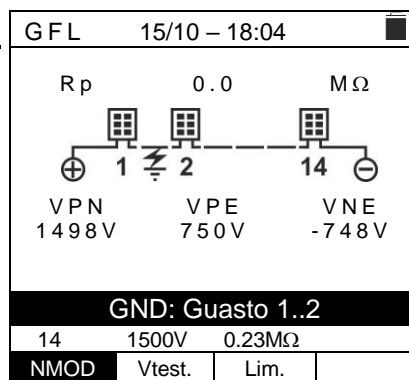 GFL 15/10 – 18:04
Rp 0.0 MΩ
1 2 14
VPN VPE VNE
1498V 750V -748V
GND: Guasto 1..2
14 1500V 0.23MΩ
NMOD Vtest. Lim.